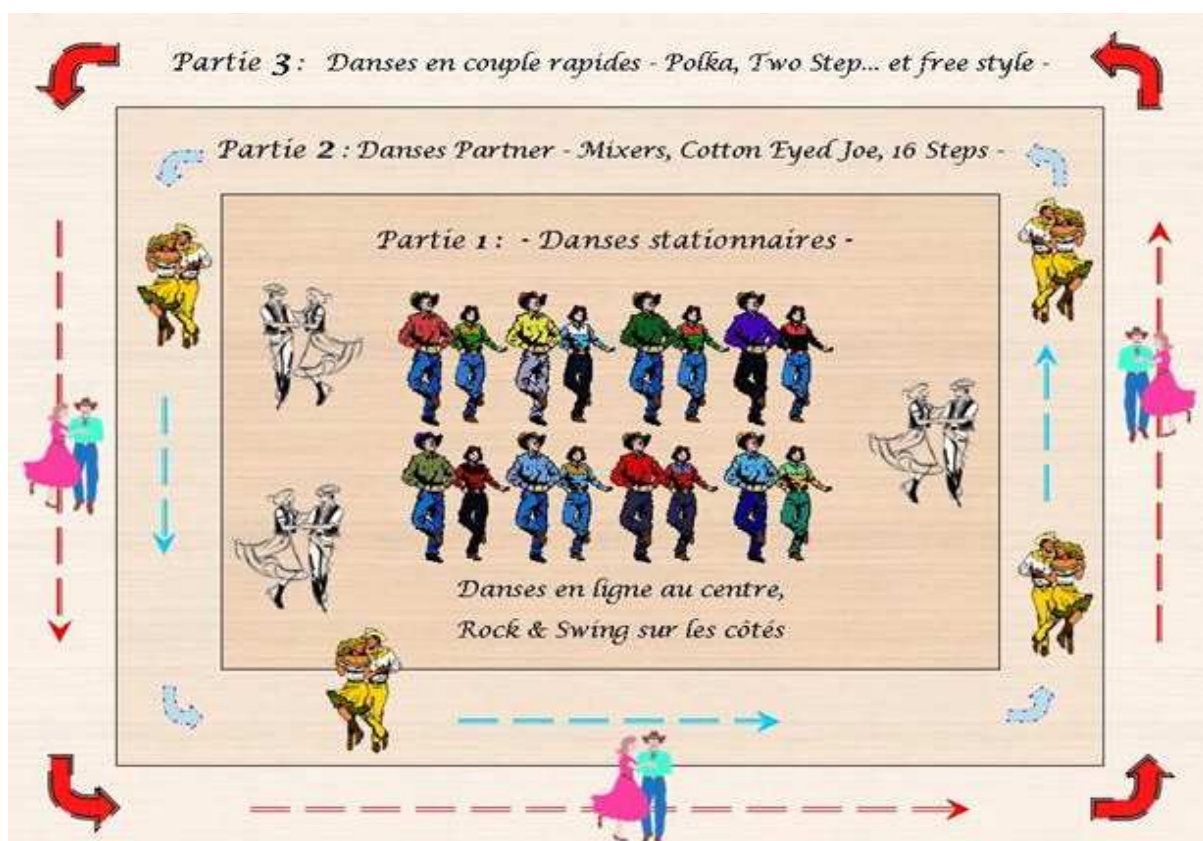 Partie 3 : Danses en couple rapides - Polka, Two Step... et free style -
Partie 2 : Danses Partner - Mixers, Cotton Eyed Joe, 16 Steps -
Partie 1 : - Danses stationnaires -
Danses en ligne au centre,
Rock & Swing sur les côtés